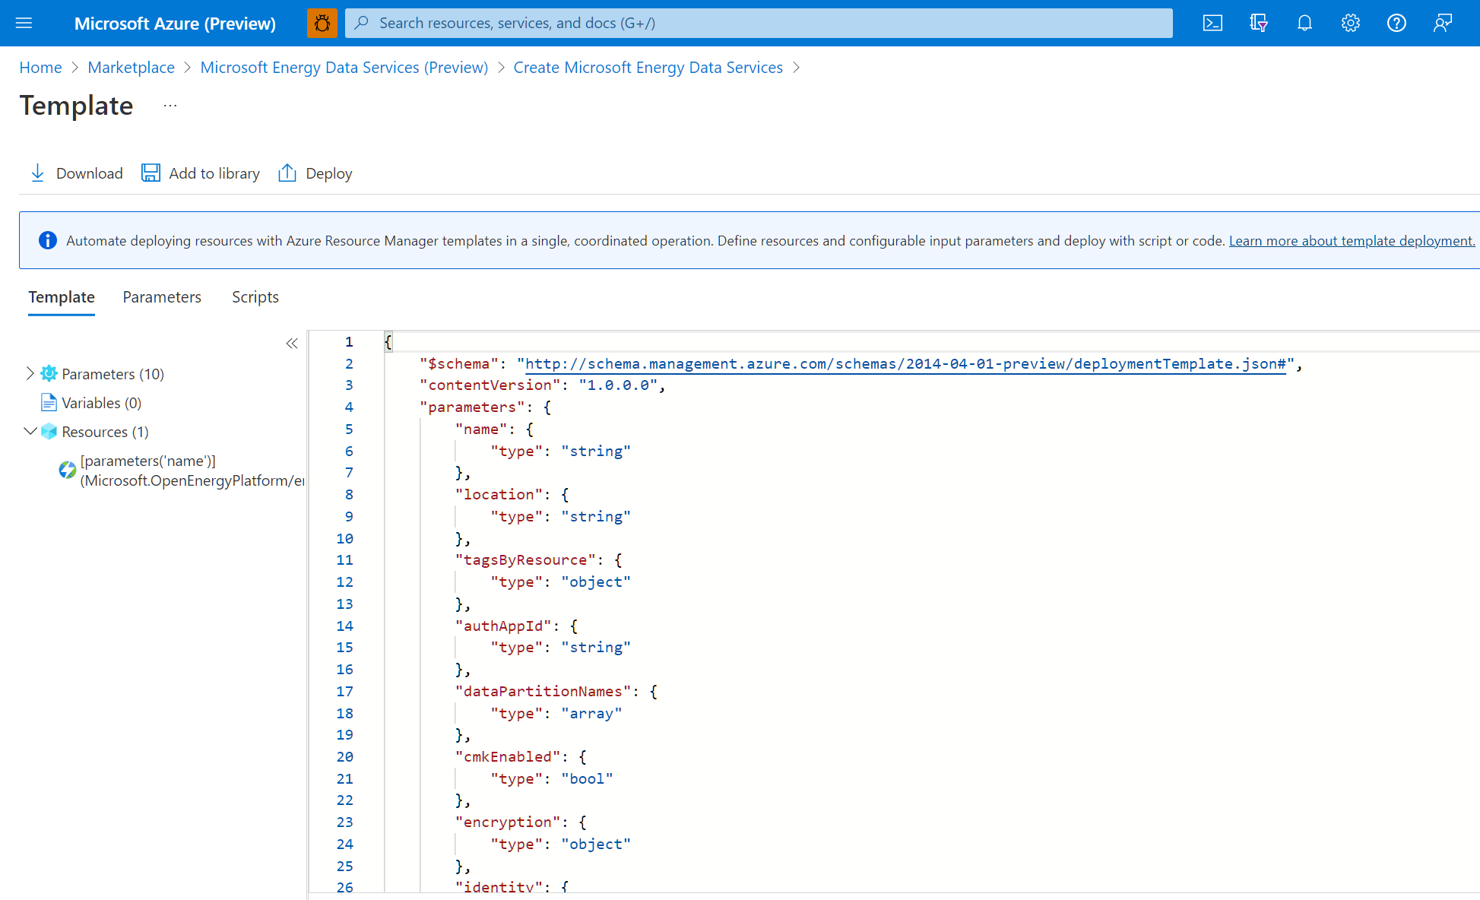 Microsoft Azure (Preview)
Search resources, services, and docs (G+/)
Home > Marketplace > Microsoft Energy Data Services (Preview) > Create Microsoft Energy Data Services >
Template ...
Download Add to library Deploy
Automate deploying resources with Azure Resource Manager templates in a single, coordinated operation. Define resources and configurable input parameters and deploy with script or code. Learn more about template deployment.
Template Parameters Scripts
Parameters (10)
Variables (0)
Resources (1)
[parameters('name')]
(Microsoft.OpenEnergyPlatform/
1 {
2 "$schema": "http://schema.management.azure.com/schemas/2014-04-01-preview/deploymentTemplate.json#",
3 "contentVersion": "1.0.0.0",
4 "parameters": {
5 "name": {
6 "type": "string"
7 },
8 "location": {
9 "type": "string"
10 },
11 "tagsByResource": {
12 "type": "object"
13 },
14 "authAppId": {
15 "type": "string"
16 },
17 "dataPartitionNames": {
18 "type": "array"
19 },
20 "cmkEnabled": {
21 "type": "bool"
22 },
23 "encryption": {
24 "type": "object"
25 },
26 "identity": {